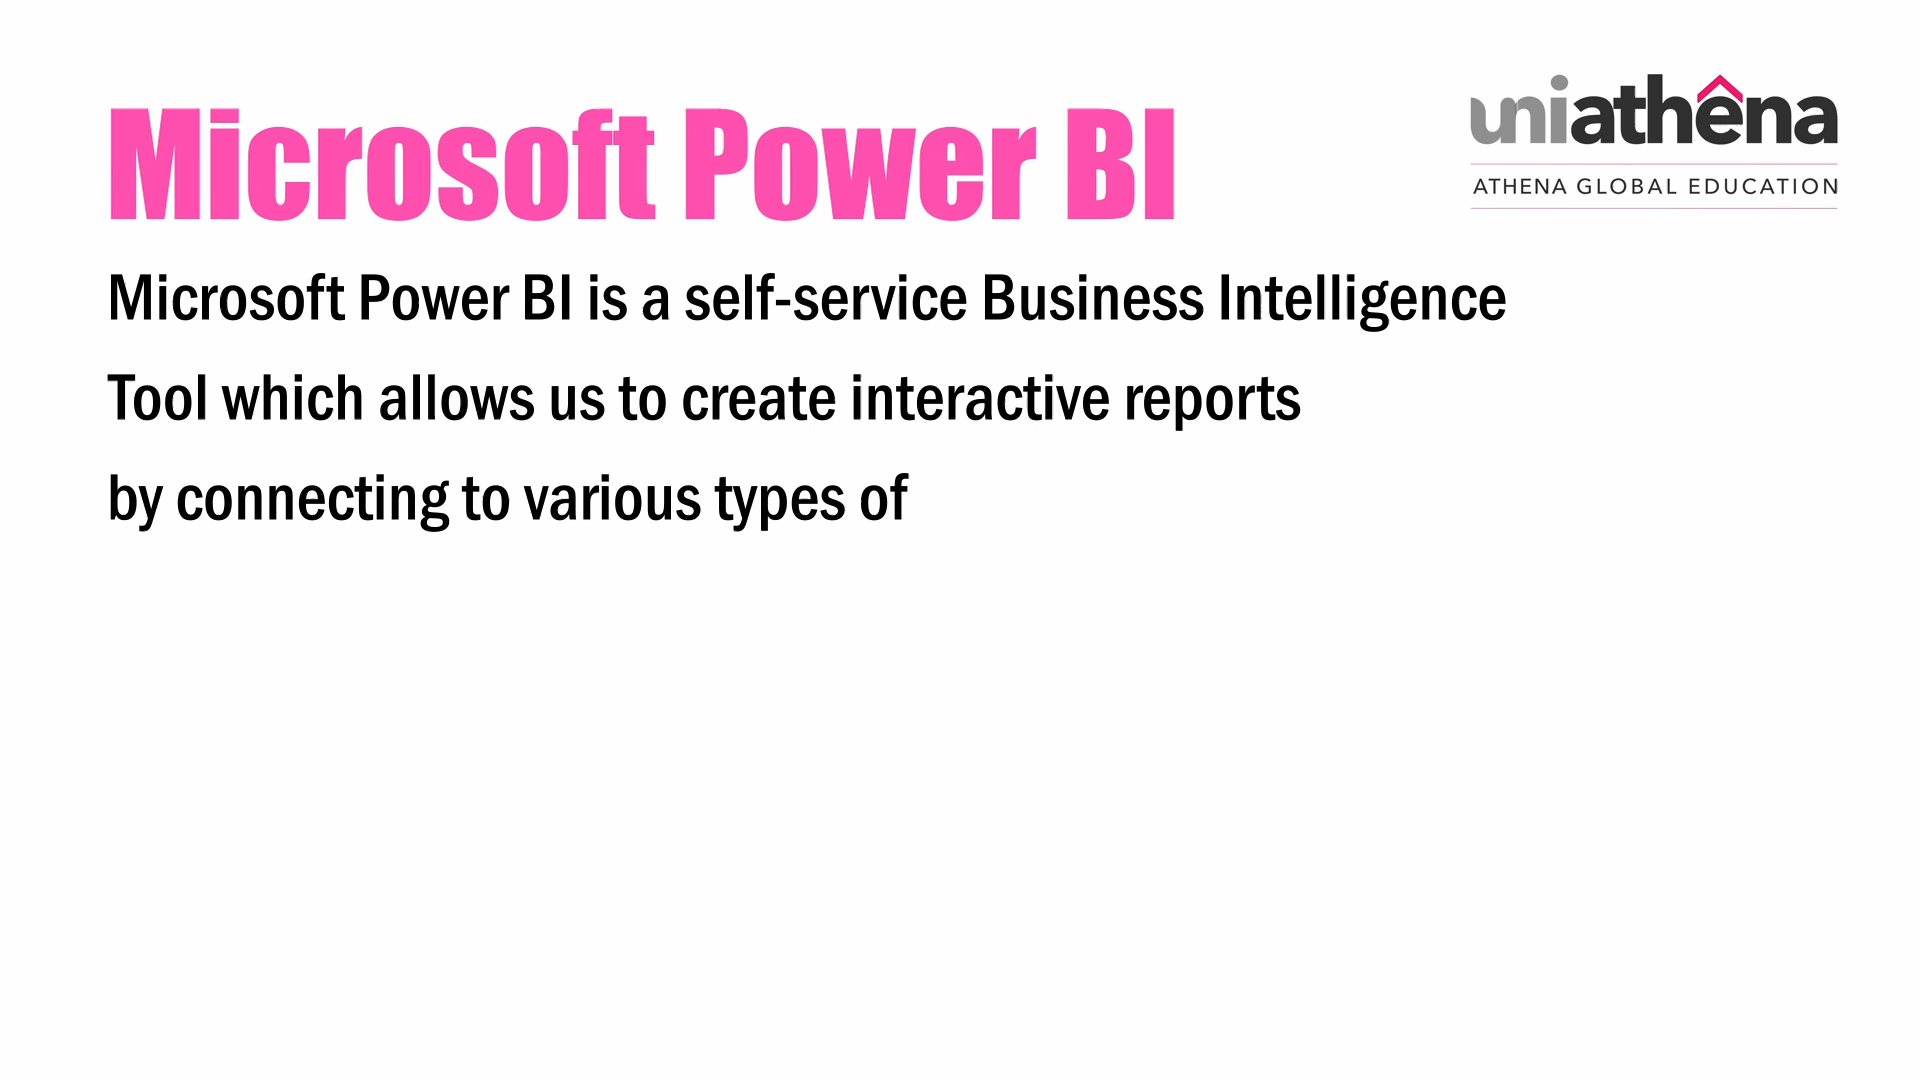 Microsoft Power BI
uniathena
ATHENA GLOBAL EDUCATION
Microsoft Power BI is a self-service Business Intelligence
Tool which allows us to create interactive reports
by connecting to various types of